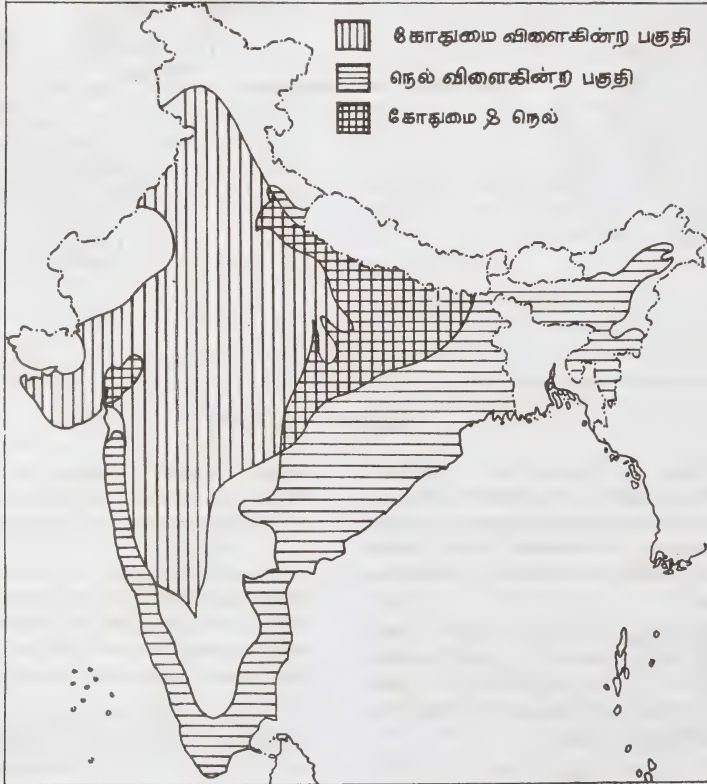 கோதுமை விளைகின்ற பகுதி
நெல் விளைகின்ற பகுதி
கோதுமை & நெல்